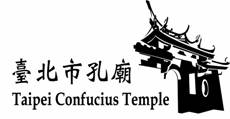 臺北市孔廟
Taipei Confucius Temple